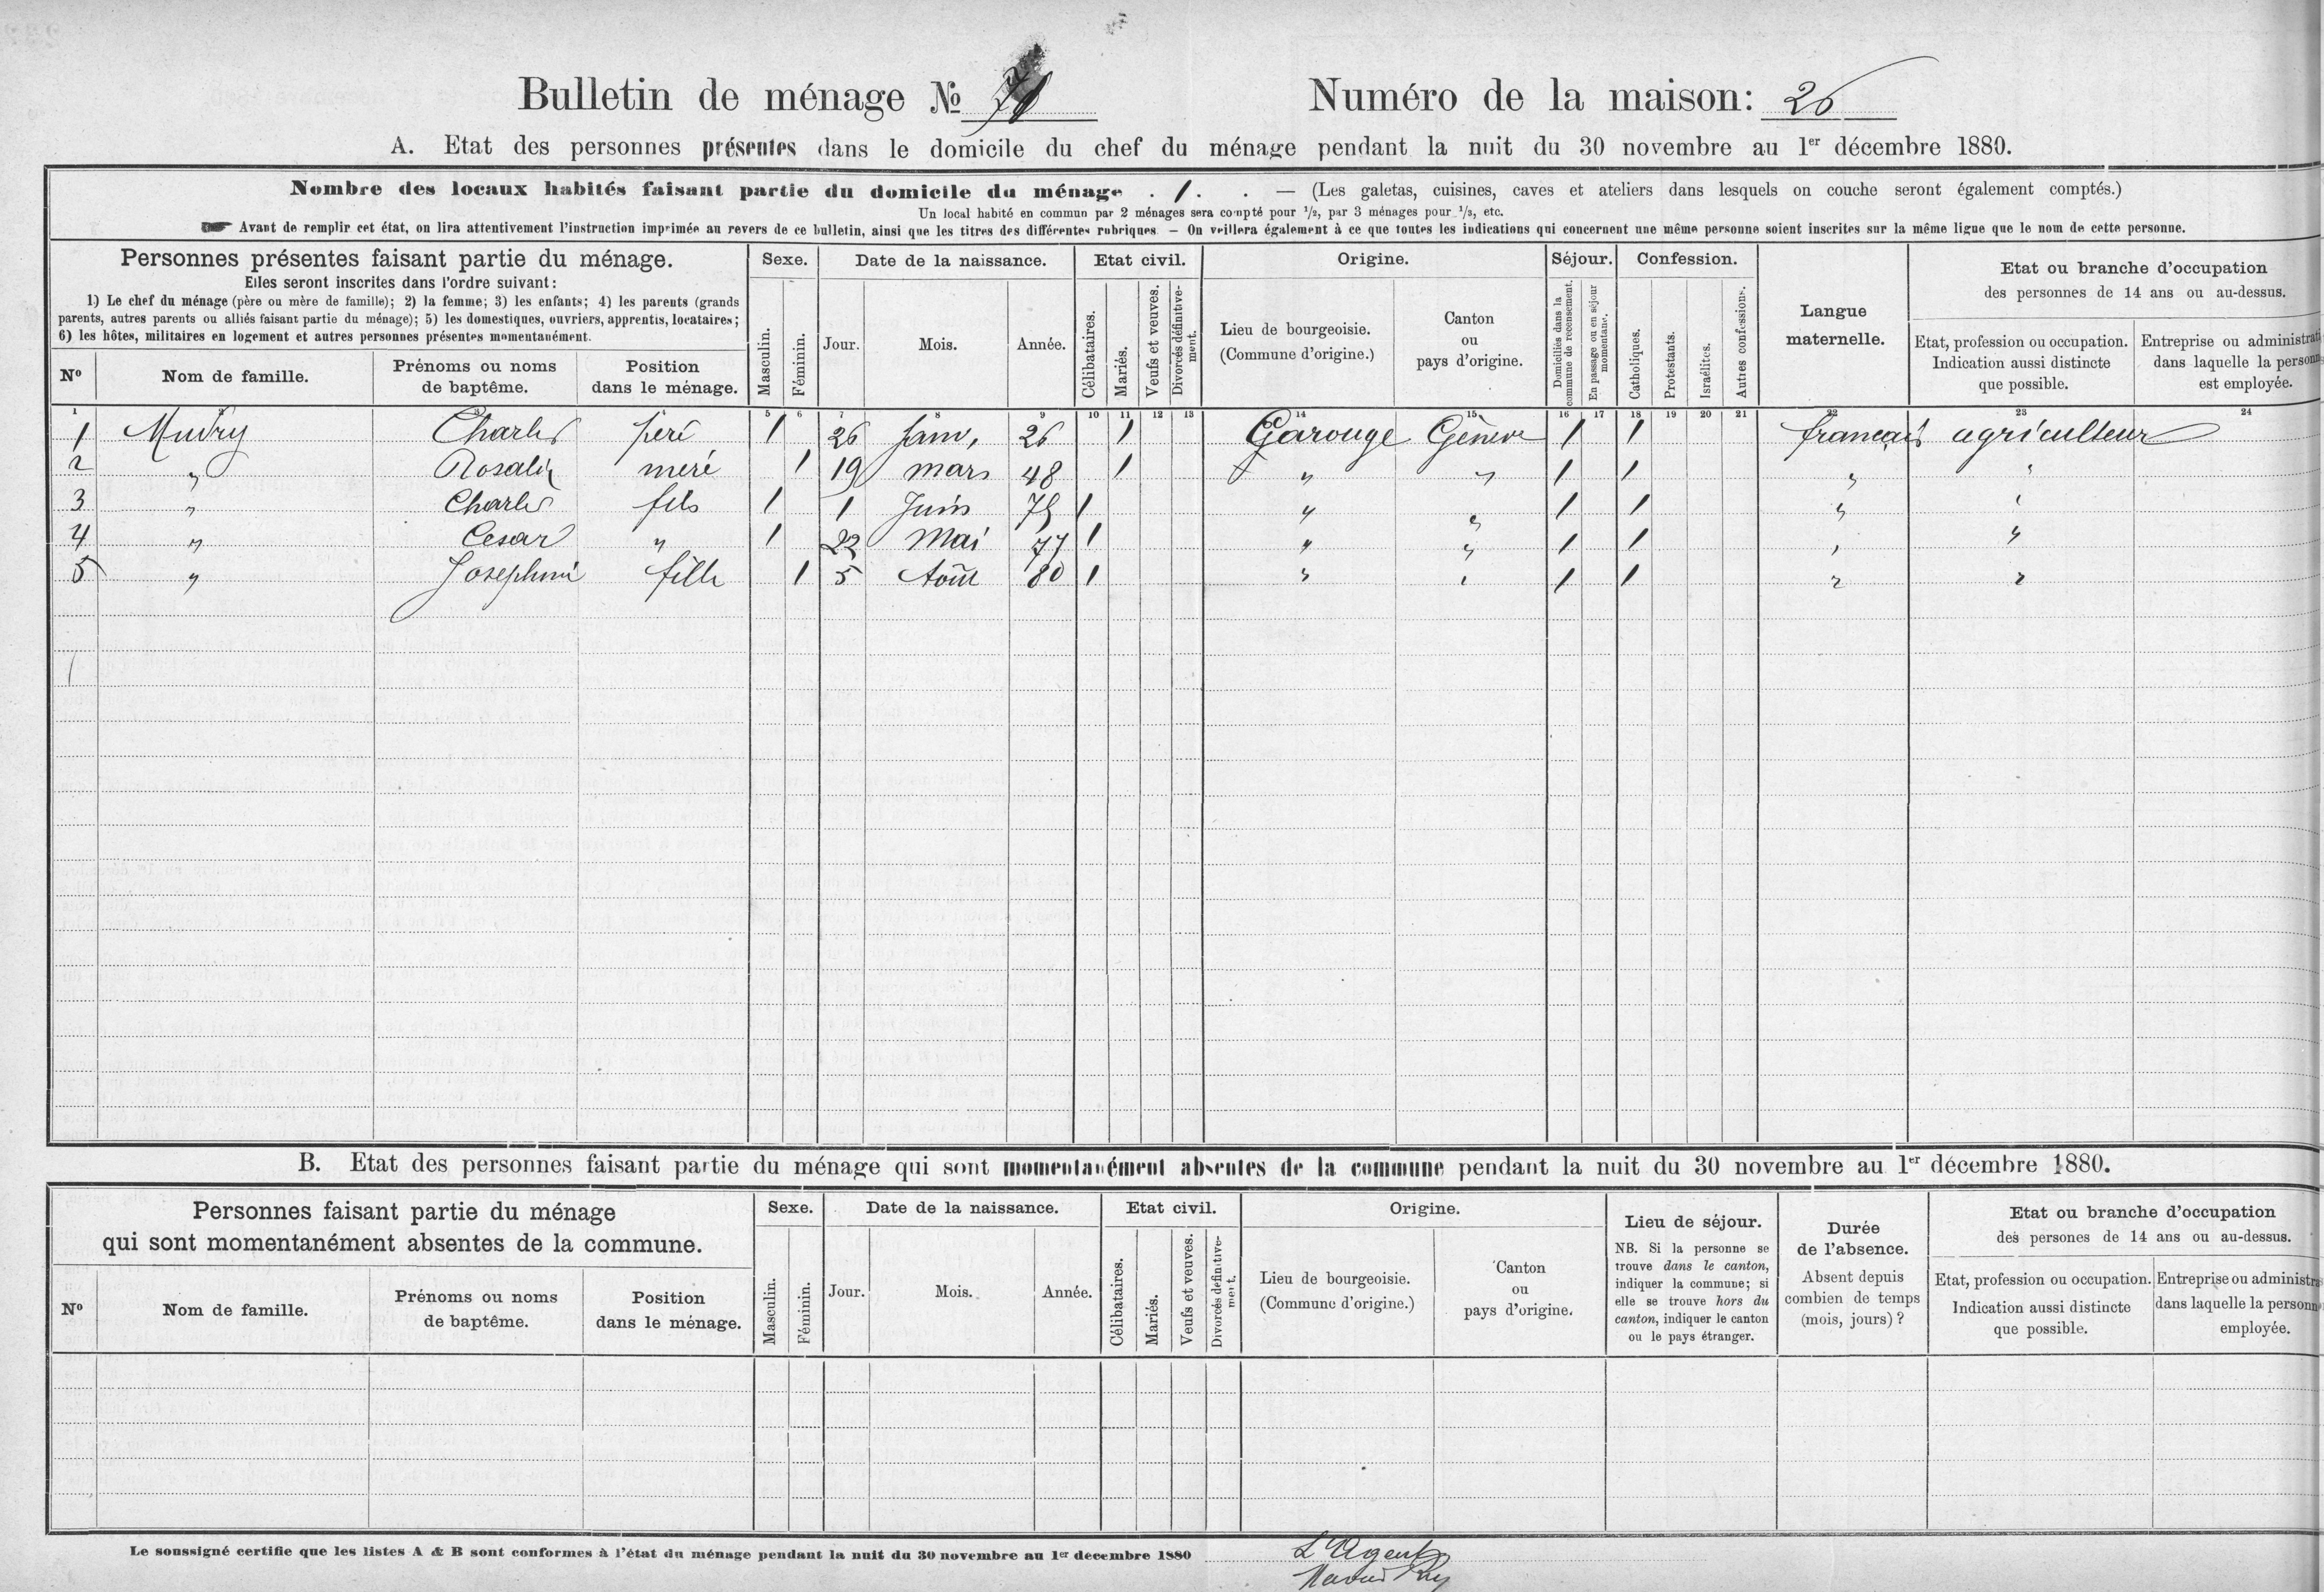 Bulletin de ménage No
Numéro de la maison: 26
A. Etat des personnes présentes dans le domicile du chef du ménage pendant la nuit du 30 novembre au 1er décembre 1880.
Nombre des locaux habités faisant partie du domicile du ménage . 1 . . — (Les galetas, cuisines, caves et ateliers dans lesquels on couche seront également comptés.)
Un local habité en commun par 2 ménages sera compté pour 1/2, par 3 ménages pour 1/3, etc.
☛ Avant de remplir cet état, on lira attentivement l'instruction imprimée au revers de ce bulletin, ainsi que les titres des différentes rubriques. — On veillera également à ce que toutes les indications qui concernent une même personne soient inscrites sur la même ligne que le nom de cette personne.
Personnes présentes faisant partie du ménage.
Elles seront inscrites dans l'ordre suivant:
1) Le chef du ménage (père ou mère de famille); 2) la femme; 3) les enfants; 4) les parents (grands
parents, autres parents ou alliés faisant partie du ménage); 5) les domestiques, ouvriers, apprentis, locataires;
6) les hôtes, militaires en logement et autres personnes présentes momentanément.
No
Nom de famille.
Prénoms ou noms
de baptême.
Position
dans le ménage.
Sexe.
Masculin.
Féminin.
Date de la naissance.
Jour.
Mois.
Année.
Etat civil.
Célibataires.
Mariés.
Veufs et veuves.
Divorcés définitive-
ment.
Origine.
Lieu de bourgeoisie.
(Commune d'origine.)
Canton
ou
pays d'origine.
Séjour.
Domiciliés dans la
commune de recensement.
En passage ou en séjour
momentané.
Confession.
Catholiques.
Protestants.
Israélites.
Autres confessions.
Langue
maternelle.
Etat ou branche d'occupation
des personnes de 14 ans ou au-dessus.
Etat, profession ou occupation.
Indication aussi distincte
que possible.
Entreprise ou administrati
dans laquelle la personn
est employée.
1 3 5 6 7 8 9 10 11 12 13 14 15 16 17 18 19 20 21 22 23 24
1 Mudry Charles père 1 26 Janv. 26 1 Garouge Genève 1 1 français agriculteur
2 " Rosalie meré 1 19 mars 48 1 " " 1 1 " "
3 " Charles fils 1 1 Juin 75 1 " " 1 1 " "
4 " Cesar " 1 22 Mai 77 1 " " 1 1 " "
5 " Josephine fille 1 5 Août 80 1 " " 1 1 " "
B. Etat des personnes faisant partie du ménage qui sont momentanément absentes de la commune pendant la nuit du 30 novembre au 1er décembre 1880.
Personnes faisant partie du ménage
qui sont momentanément absentes de la commune.
No
Nom de famille.
Prénoms ou noms
de baptême.
Position
dans le ménage.
Sexe.
Masculin.
Féminin.
Date de la naissance.
Jour.
Mois.
Année.
Etat civil.
Célibataires.
Mariés.
Veufs et veuves.
Divorcés définitive-
ment.
Origine.
Lieu de bourgeoisie.
(Commune d'origine.)
Canton
ou
pays d'origine.
Lieu de séjour.
NB. Si la personne se
trouve dans le canton,
indiquer la commune; si
elle se trouve hors du
canton, indiquer le canton
ou le pays étranger.
Durée
de l'absence.
Absent depuis
combien de temps
(mois, jours) ?
Etat ou branche d'occupation
des persones de 14 ans ou au-dessus.
Etat, profession ou occupation.
Indication aussi distincte
que possible.
Entreprise ou administra
dans laquelle la personn
employée.
Le soussigné certifie que les listes A & B sont conformes à l'état du ménage pendant la nuit du 30 novembre au 1er decembre 1880
L'Agent